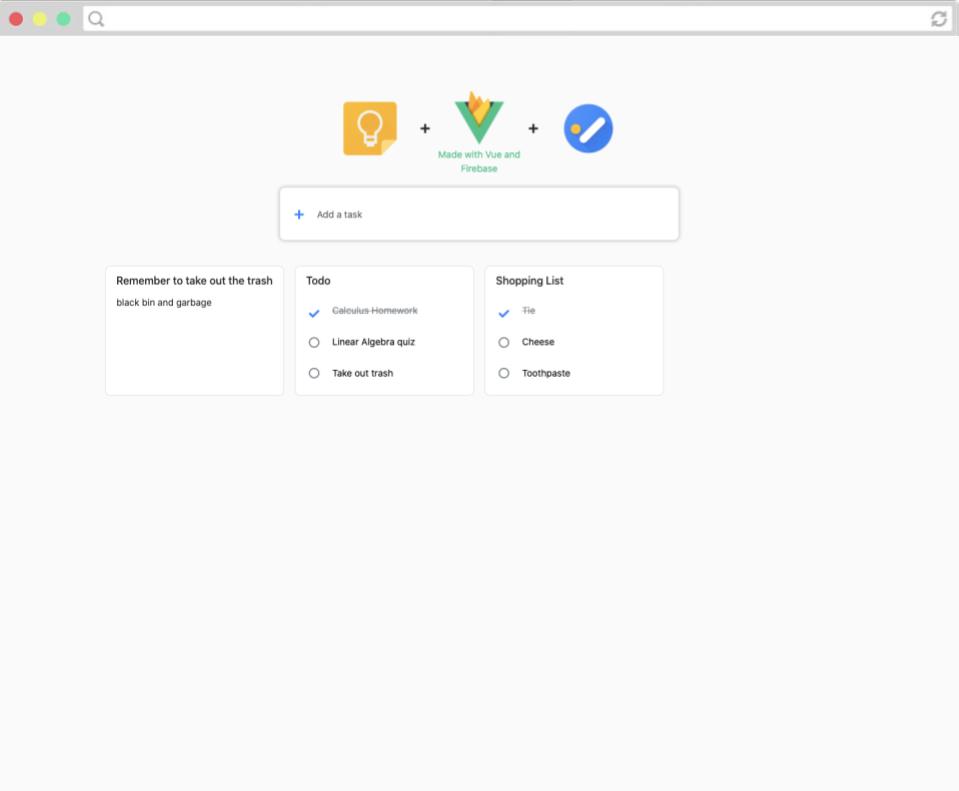 +
+
Made with Vue and
Firebase
+ Add a task
Remember to take out the trash
black bin and garbage
Todo
Calculus Homework
Linear Algebra quiz
Take out trash
Shopping List
Tie
Cheese
Toothpaste